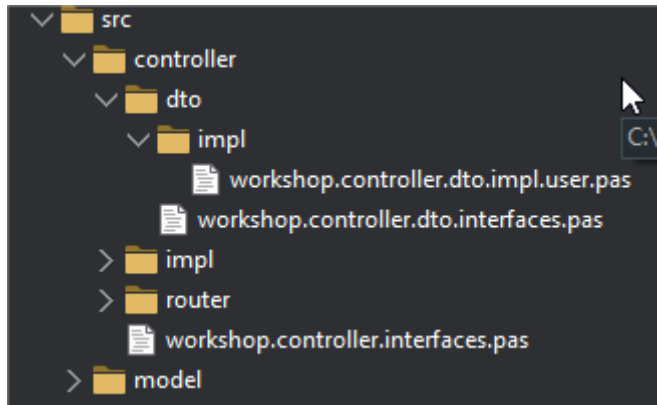 src
controller
dto
impl
C:\
workshop.controller.dto.impl.user.pas
workshop.controller.dto.interfaces.pas
impl
router
workshop.controller.interfaces.pas
model